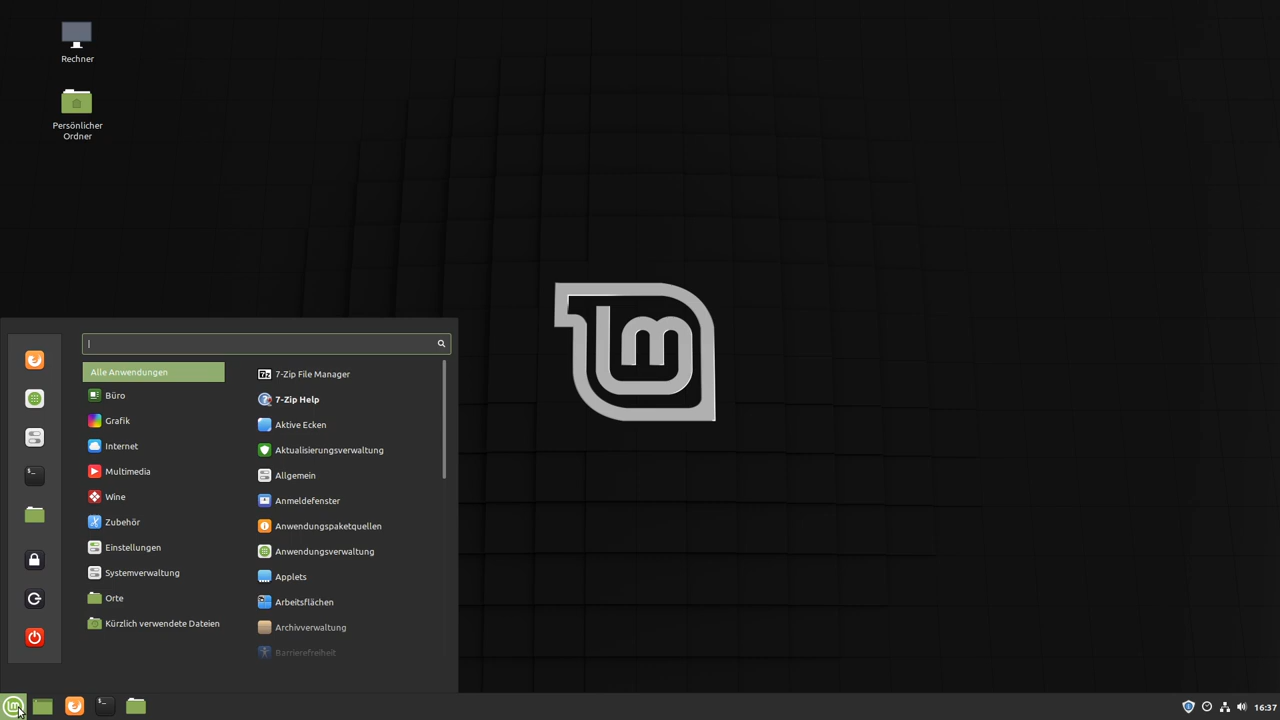 Rechner
Persönlicher
Ordner
Alle Anwendungen
Büro
Grafik
Internet
Multimedia
Wine
Zubehör
Einstellungen
Systemverwaltung
Orte
Kürzlich verwendete Dateien
7-Zip File Manager
7-Zip Help
Aktive Ecken
Aktualisierungsverwaltung
Allgemein
Anmeldefenster
Anwendungspaketquellen
Anwendungsverwaltung
Applets
Arbeitsflächen
Archivverwaltung
Barrierefreiheit
lm
16:37